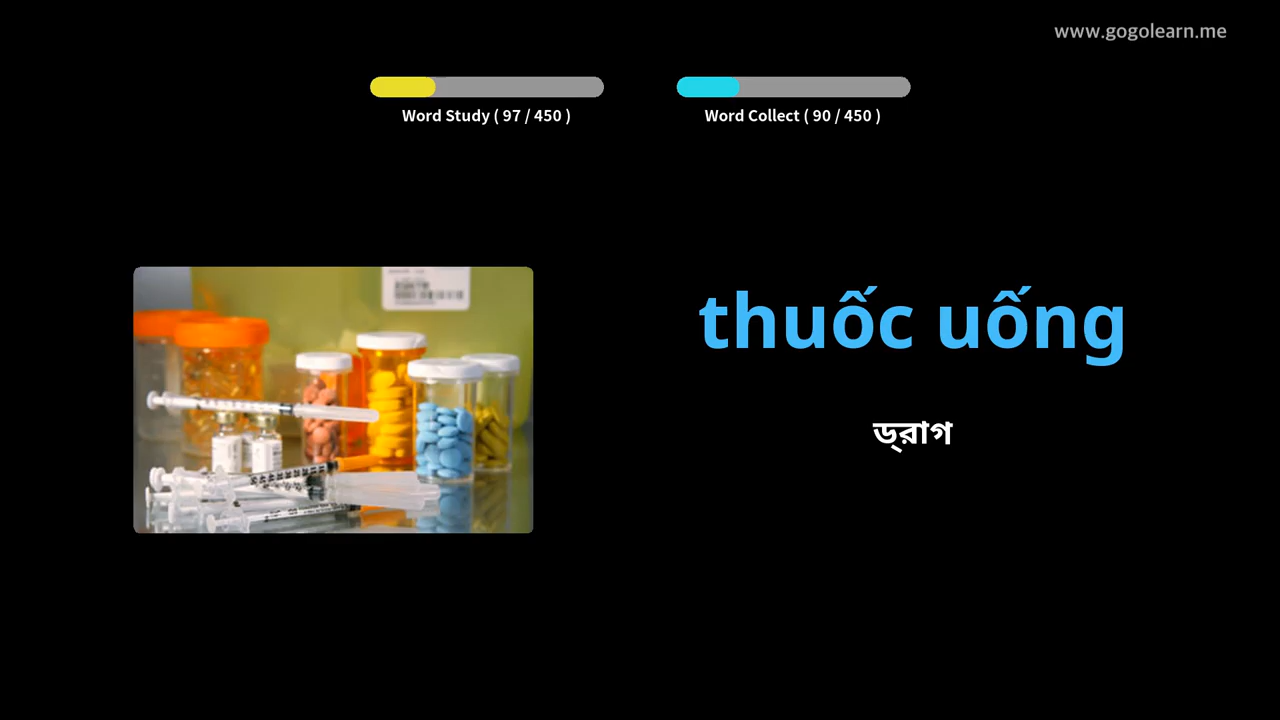 www.gogolearn.me
Word Study ( 97 / 450 )
Word Collect ( 90 / 450 )
thuốc uống
ড্রাগ